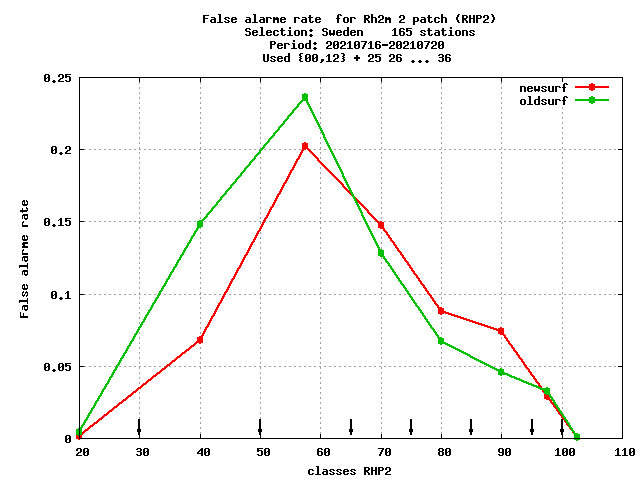 False alarme rate  for Rh2m 2 patch (RHP2)
Selection: Sweden    165 stations
Period: 20210716-20210720
Used {00,12} + 25 26 ... 36
newsurf
oldsurf
False alarme rate
0.25
0.2
0.15
0.1
0.05
0
20 30 40 50 60 70 80 90 100 110
classes RHP2